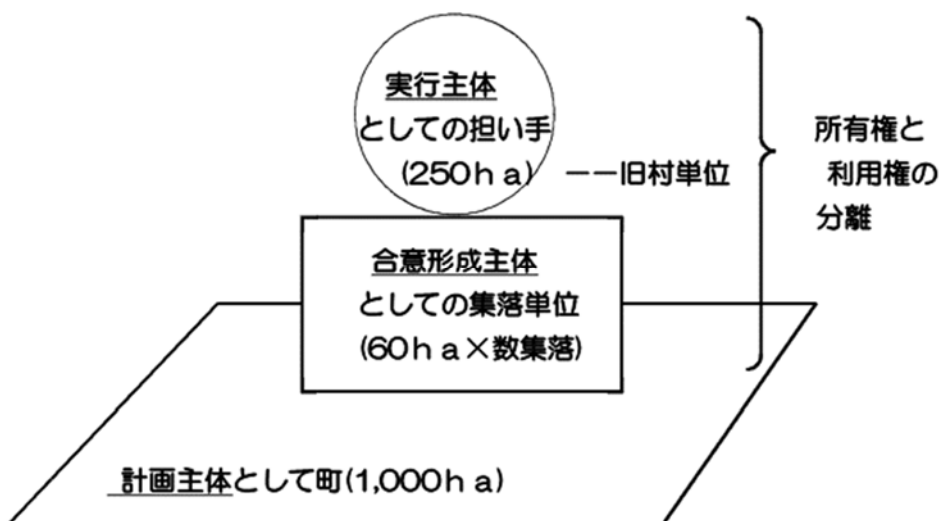 実行主体
としての担い手
(250ha) ーー旧村単位
所有権と
利用権の
分離
合意形成主体
としての集落単位
(60ha×数集落)
計画主体として町(1,000ha)